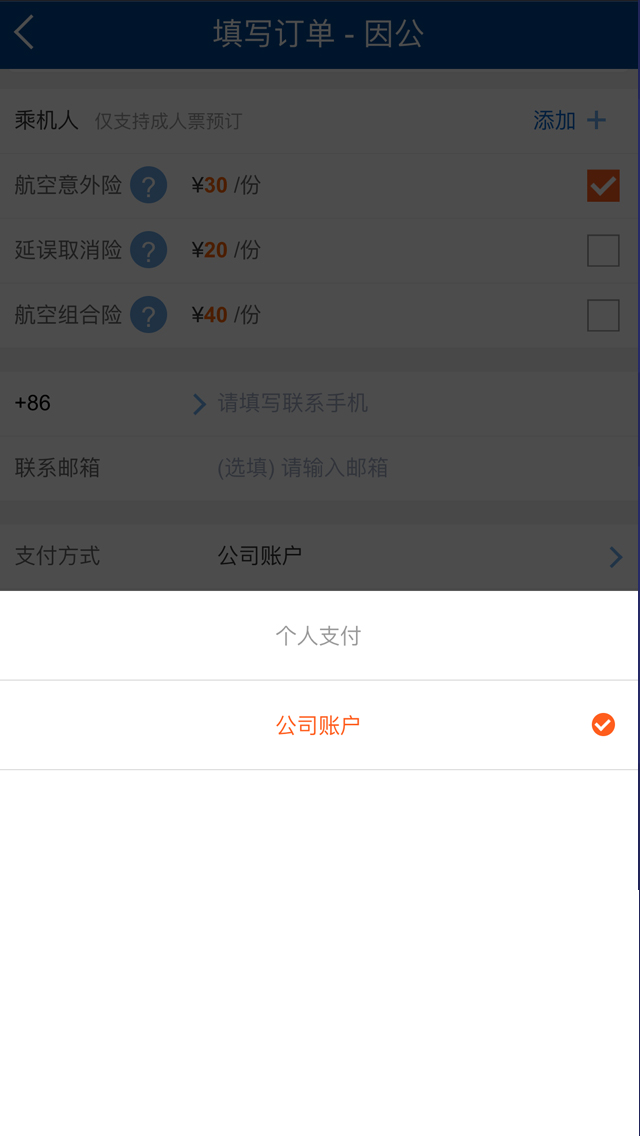 填写订单 - 因公
乘机人 仅支持成人票预订 添加
航空意外险 ? ¥30 /份
延误取消险 ? ¥20 /份
航空组合险 ? ¥40 /份
+86 请填写联系手机
联系邮箱 (选填) 请输入邮箱
支付方式 公司账户
个人支付
公司账户